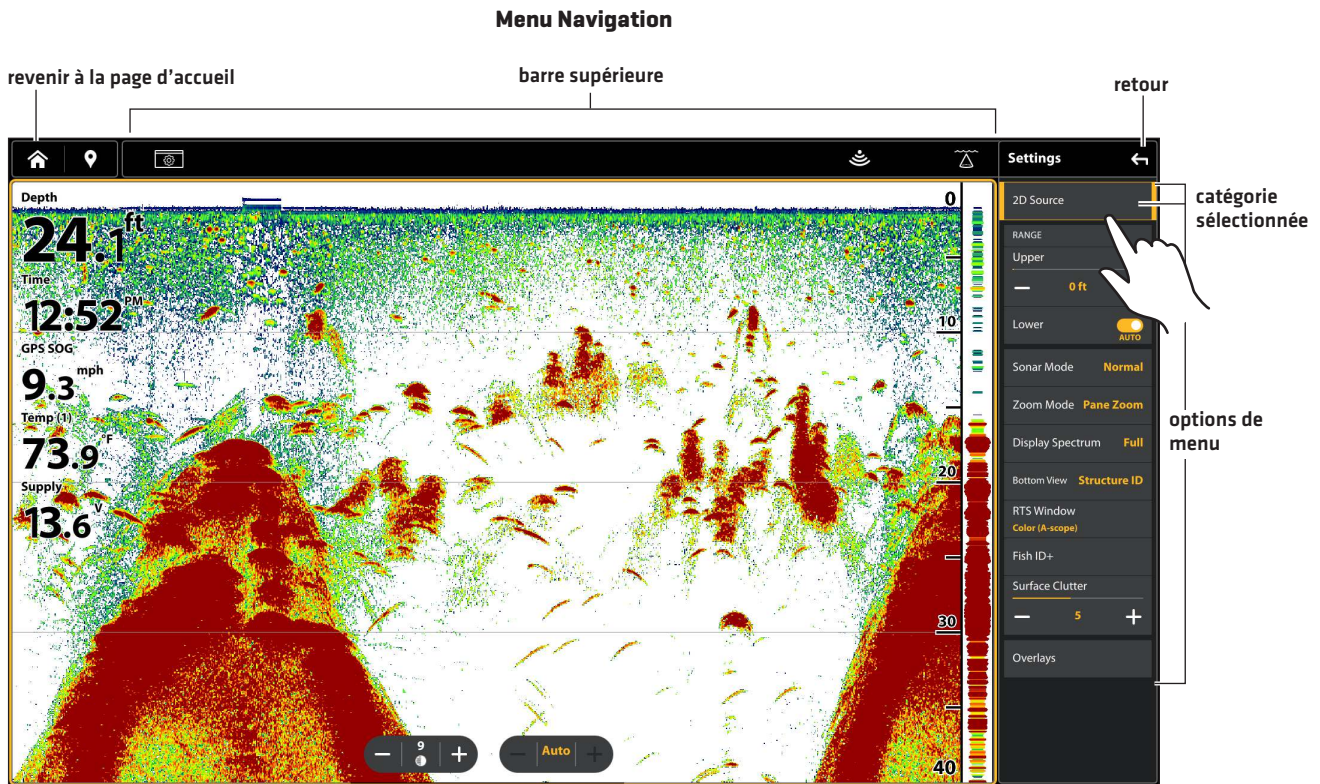 Menu Navigation
revenir à la page d'accueil
barre supérieure
retour
Settings
Depth
24.1 ft
Time
12:52 PM
GPS SOG
9.3 mph
Temp (1)
73.9 °F
Supply
13.6 V
0
10
20
30
40
9
Auto
2D Source
RANGE
Upper
0 ft
Lower
AUTO
Sonar Mode Normal
Zoom Mode Pane Zoom
Display Spectrum Full
Bottom View Structure ID
RTS Window
Color (A-scope)
Fish ID+
Surface Clutter
5
Overlays
catégorie
sélectionnée
options de
menu